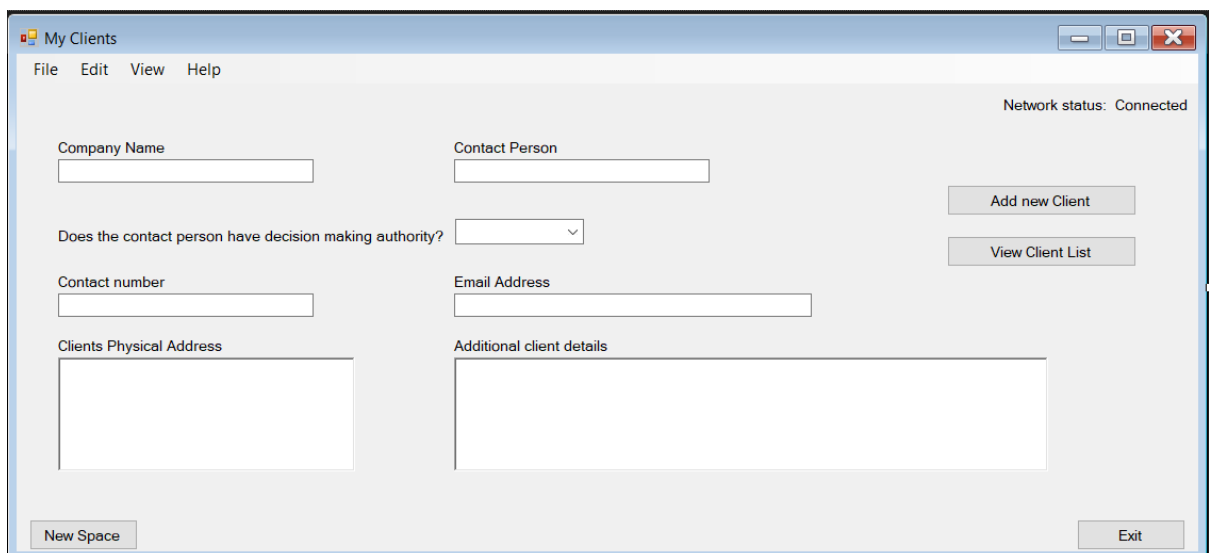 My Clients
File Edit View Help
Network status: Connected
Company Name
Contact Person
Add new Client
Does the contact person have decision making authority?
View Client List
Contact number
Email Address
Clients Physical Address
Additional client details
New Space
Exit